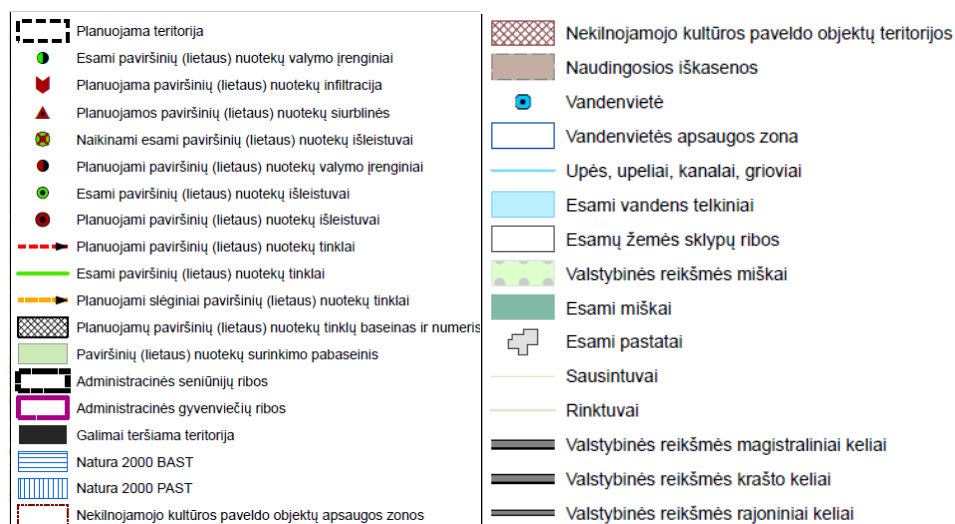 Planuojama teritorija
Esami paviršinių (lietaus) nuotekų valymo įrenginiai
Planuojama paviršinių (lietaus) nuotekų infiltracija
Planuojamos paviršinių (lietaus) nuotekų siurblinės
Naikinami esami paviršinių (lietaus) nuotekų išleistuvai
Planuojami paviršinių (lietaus) nuotekų valymo įrenginiai
Esami paviršinių (lietaus) nuotekų išleistuvai
Planuojami paviršinių (lietaus) nuotekų išleistuvai
Planuojami paviršinių (lietaus) nuotekų tinklai
Esami paviršinių (lietaus) nuotekų tinklai
Planuojami slėginiai paviršinių (lietaus) nuotekų tinklai
Planuojamų paviršinių (lietaus) nuotekų tinklų baseinas ir numeris
Paviršinių (lietaus) nuotekų surinkimo pabaseinis
Administracinės seniūnijų ribos
Administracinės gyvenviečių ribos
Galimai teršiama teritorija
Natura 2000 BAST
Natura 2000 PAST
Nekilnojamojo kultūros paveldo objektų apsaugos zonos
Nekilnojamojo kultūros paveldo objektų teritorijos
Naudingosios iškasenos
Vandenvietė
Vandenvietės apsaugos zona
Upės, upeliai, kanalai, grioviai
Esami vandens telkiniai
Esamų žemės sklypų ribos
Valstybinės reikšmės miškai
Esami miškai
Esami pastatai
Sausintuvai
Rinktuvai
Valstybinės reikšmės magistraliniai keliai
Valstybinės reikšmės krašto keliai
Valstybinės reikšmės rajoniniai keliai